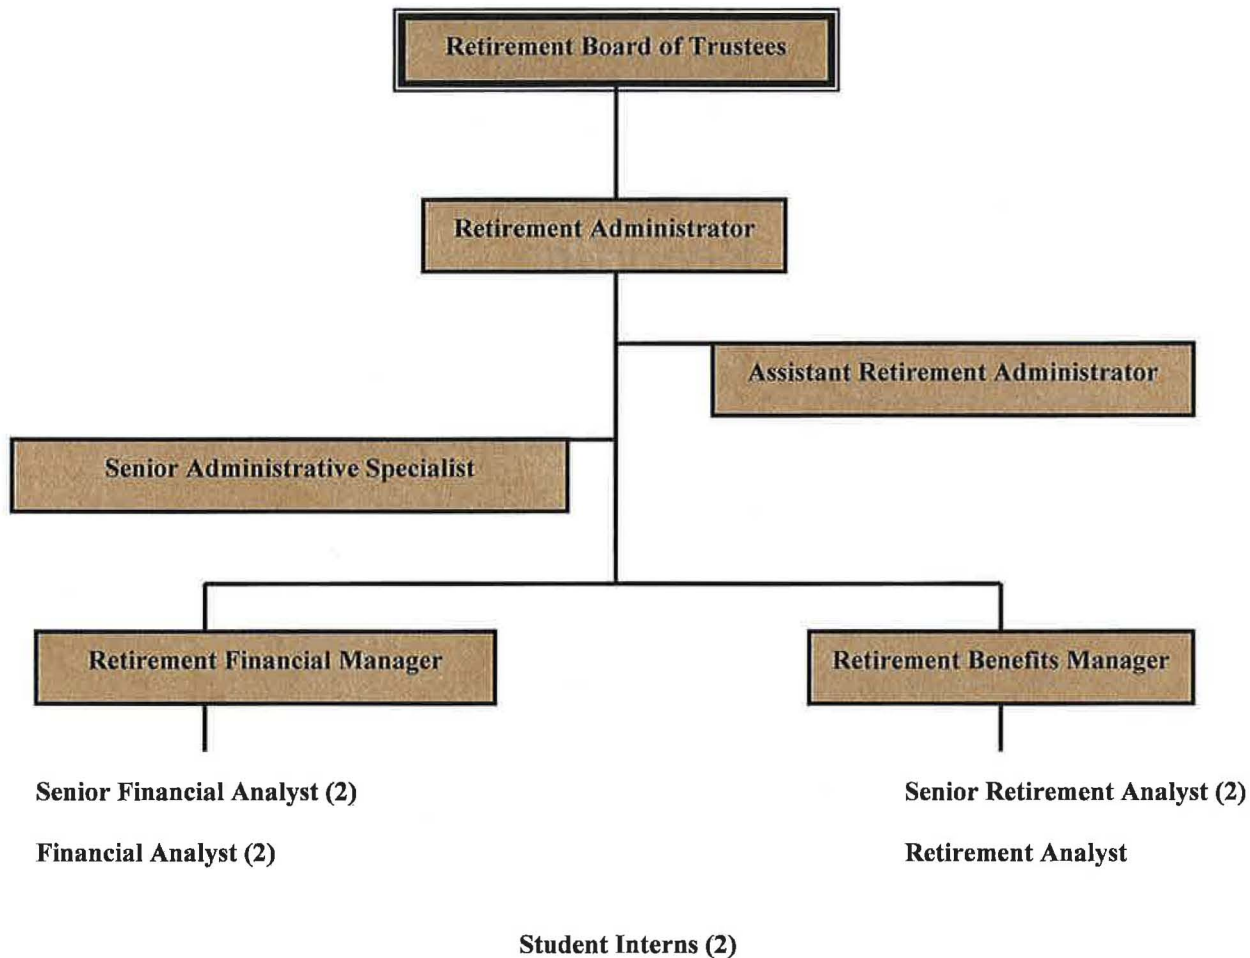 Retirement Board of Trustees
Retirement Administrator
Assistant Retirement Administrator
Senior Administrative Specialist
Retirement Financial Manager
Retirement Benefits Manager
Senior Financial Analyst (2)
Senior Retirement Analyst (2)
Financial Analyst (2)
Retirement Analyst
Student Interns (2)